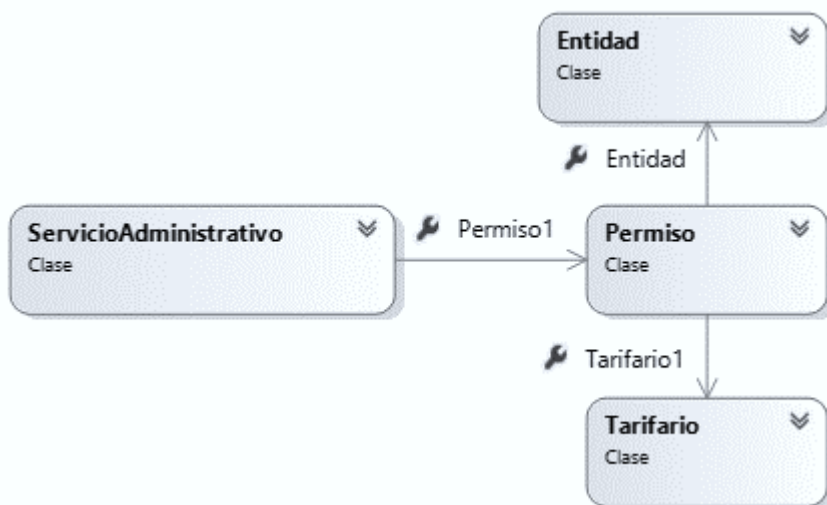 Entidad
Clase
Entidad
ServicioAdministrativo
Clase
Permiso1
Permiso
Clase
Tarifario1
Tarifario
Clase